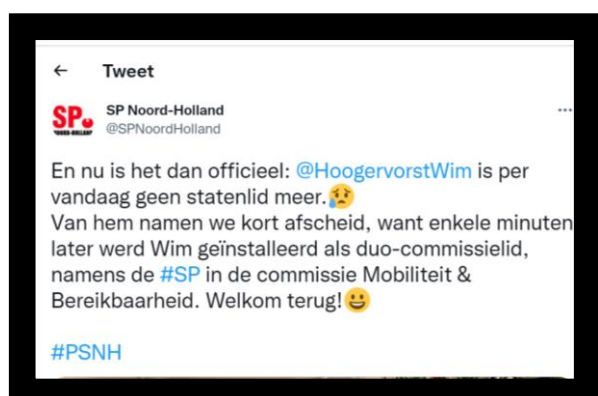 ← Tweet
SP. SP Noord-Holland
NOORD-HOLLAND @SPNoordHolland ...
En nu is het dan officieel: @HoogervorstWim is per
vandaag geen statenlid meer.😥
Van hem namen we kort afscheid, want enkele minuten
later werd Wim geïnstalleerd als duo-commissielid,
namens de #SP in de commissie Mobiliteit &
Bereikbaarheid. Welkom terug!😀
#PSNH